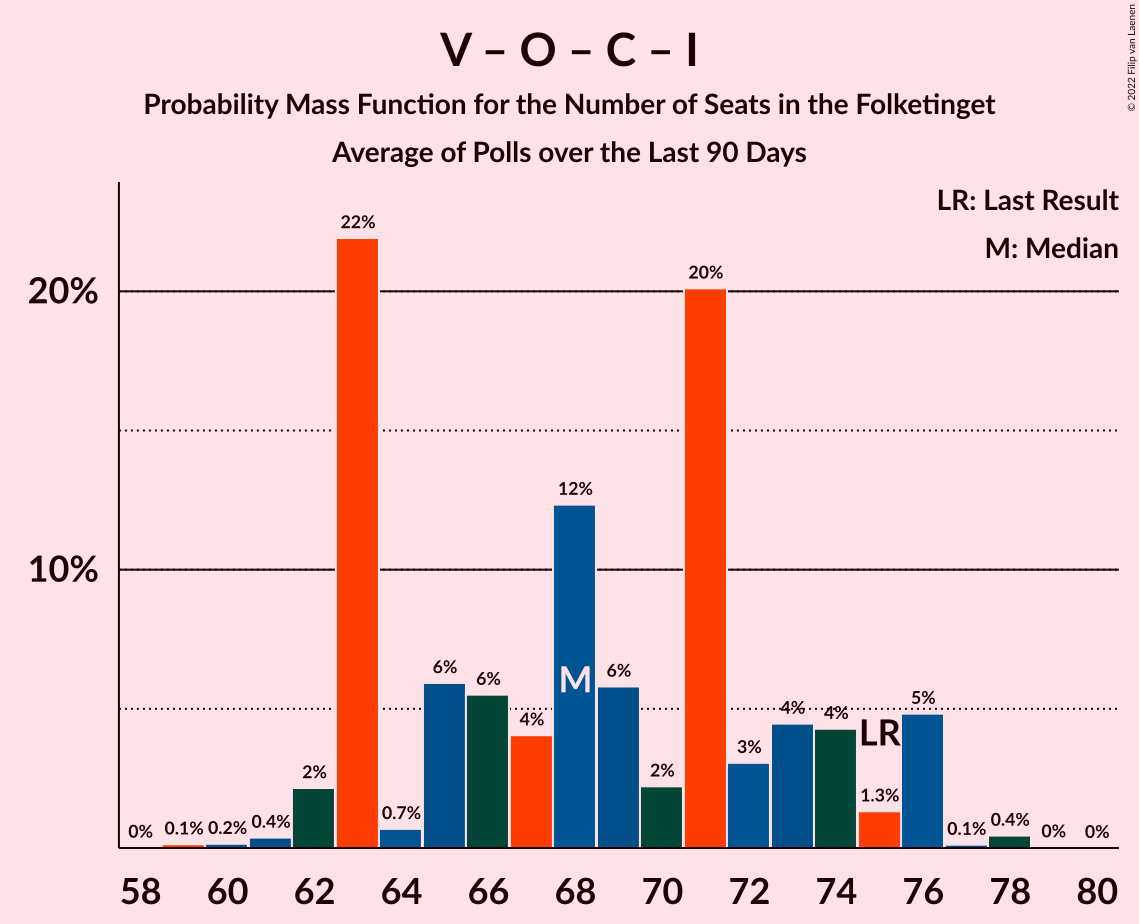 V – O – C – I
Probability Mass Function for the Number of Seats in the Folketinget
Average of Polls over the Last 90 Days
© 2022 Filip van Laenen
LR: Last Result
M: Median
20%
10%
0%
0.1%
0.2%
0.4%
2%
22%
0.7%
6%
6%
4%
12%
6%
2%
20%
3%
4%
4%
1.3%
5%
0.1%
0.4%
0%
0%
M
LR
58 60 62 64 66 68 70 72 74 76 78 80